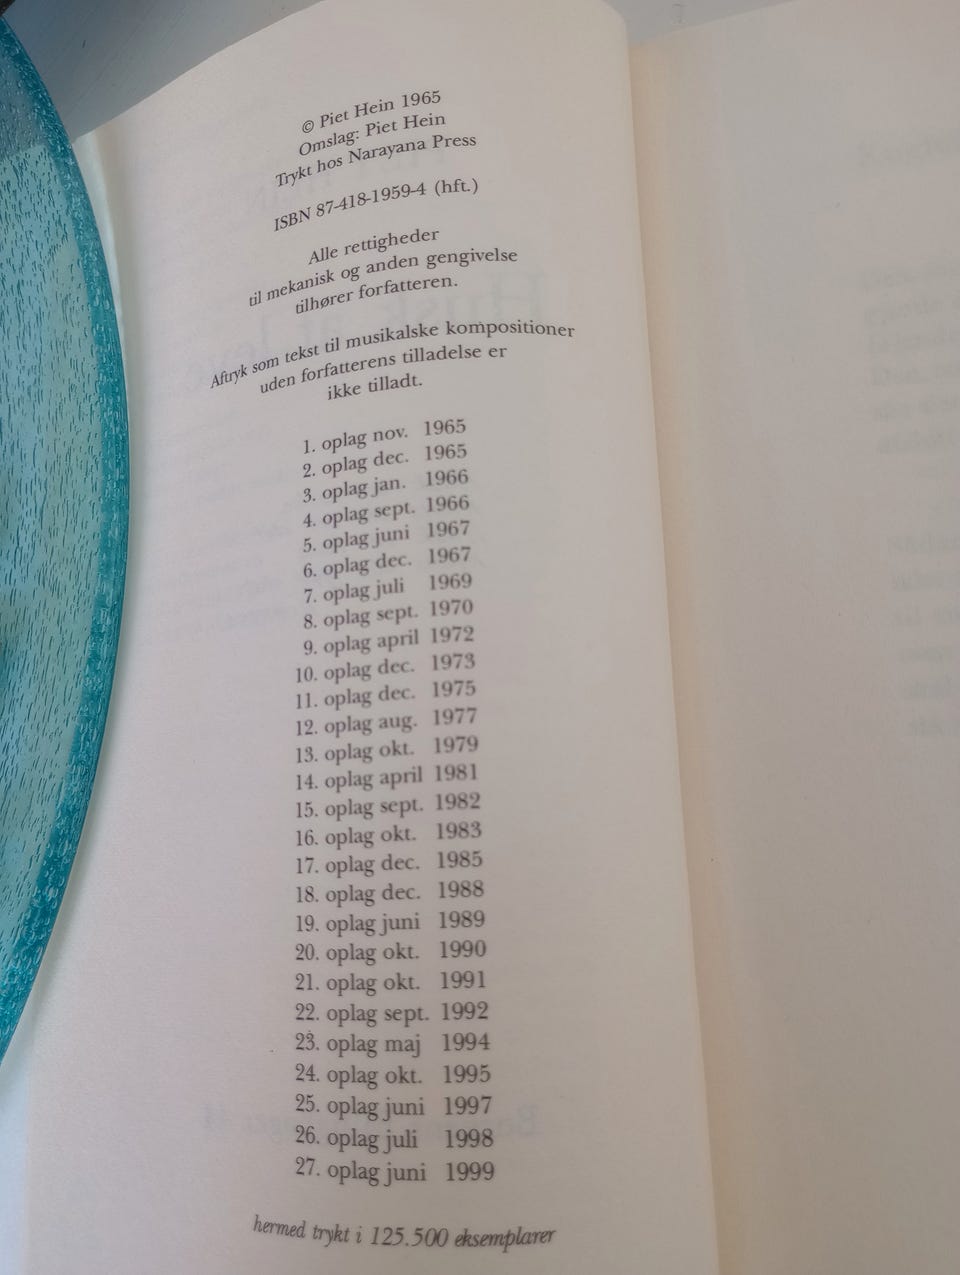 © Piet Hein 1965
Omslag: Piet Hein
Trykt hos Narayana Press
ISBN 87-418-1959-4 (hft.)
Alle rettigheder
til mekanisk og anden gengivelse
tilhører forfatteren.
Aftryk som tekst til musikalske kompositioner
uden forfatterens tilladelse er
ikke tilladt.
1. oplag nov. 1965
2. oplag dec. 1965
3. oplag jan. 1966
4. oplag sept. 1966
5. oplag juni 1967
6. oplag dec. 1967
7. oplag juli 1969
8. oplag sept. 1970
9. oplag april 1972
10. oplag dec. 1973
11. oplag dec. 1975
12. oplag aug. 1977
13. oplag okt. 1979
14. oplag april 1981
15. oplag sept. 1982
16. oplag okt. 1983
17. oplag dec. 1985
18. oplag dec. 1988
19. oplag juni 1989
20. oplag okt. 1990
21. oplag okt. 1991
22. oplag sept. 1992
23. oplag maj 1994
24. oplag okt. 1995
25. oplag juni 1997
26. oplag juli 1998
27. oplag juni 1999
hermed trykt i 125.500 eksemplarer